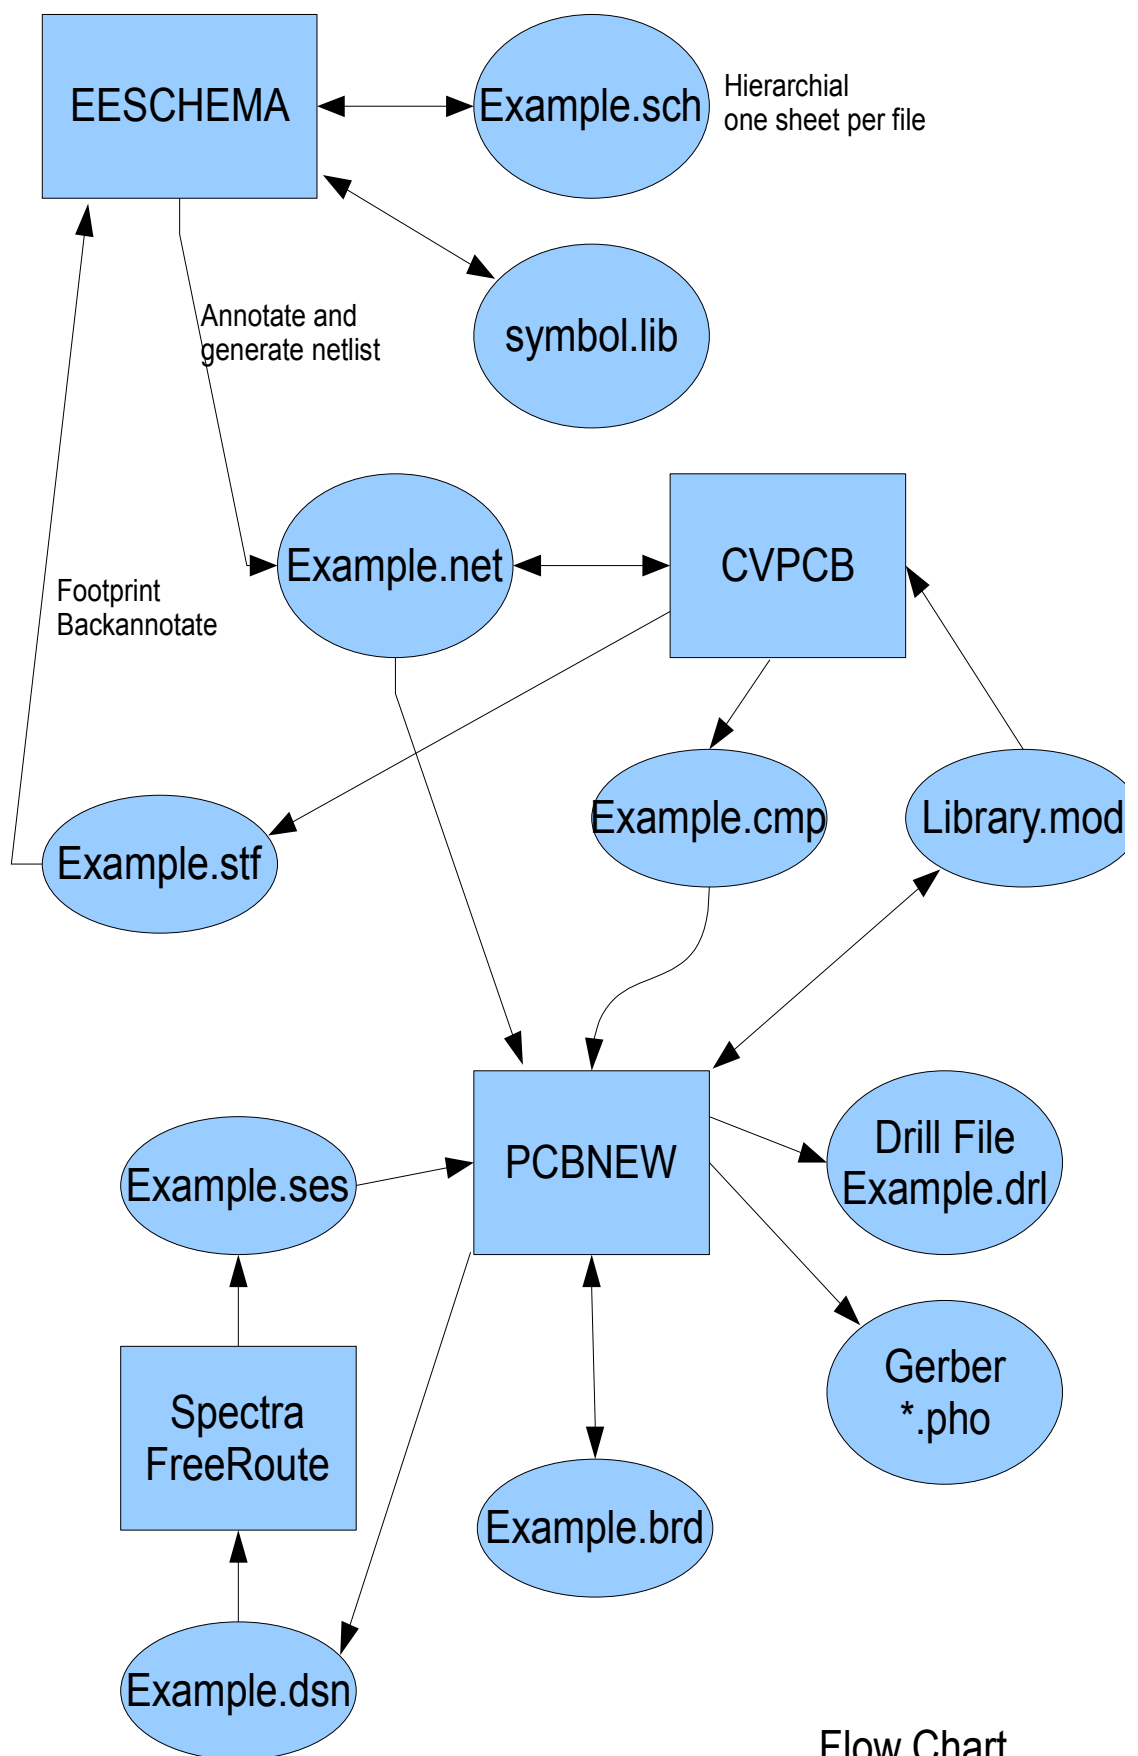 EESCHEMA
Example.sch
Hierarchial
one sheet per file
symbol.lib
Annotate and
generate netlist
Example.net
CVPCB
Footprint
Backannotate
Example.stf
Example.cmp
Library.mod
PCBNEW
Drill File
Example.drl
Example.ses
Gerber
*.pho
Spectra
FreeRoute
Example.brd
Example.dsn
Flow Chart